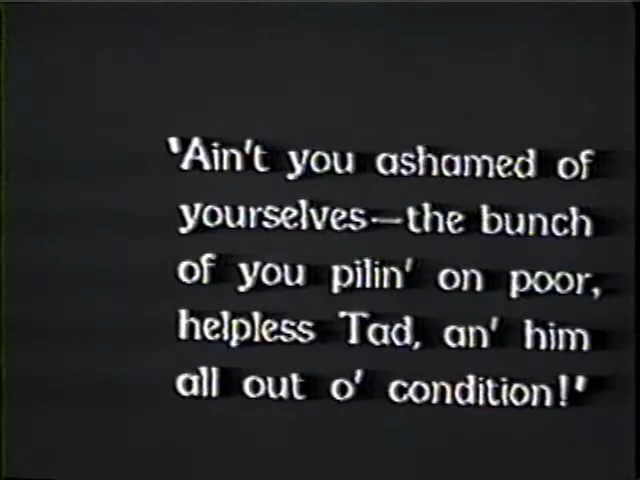 "Ain't you ashamed of
yourselves—the bunch
of you pilin' on poor,
helpless Tad, an' him
all out o' condition!"